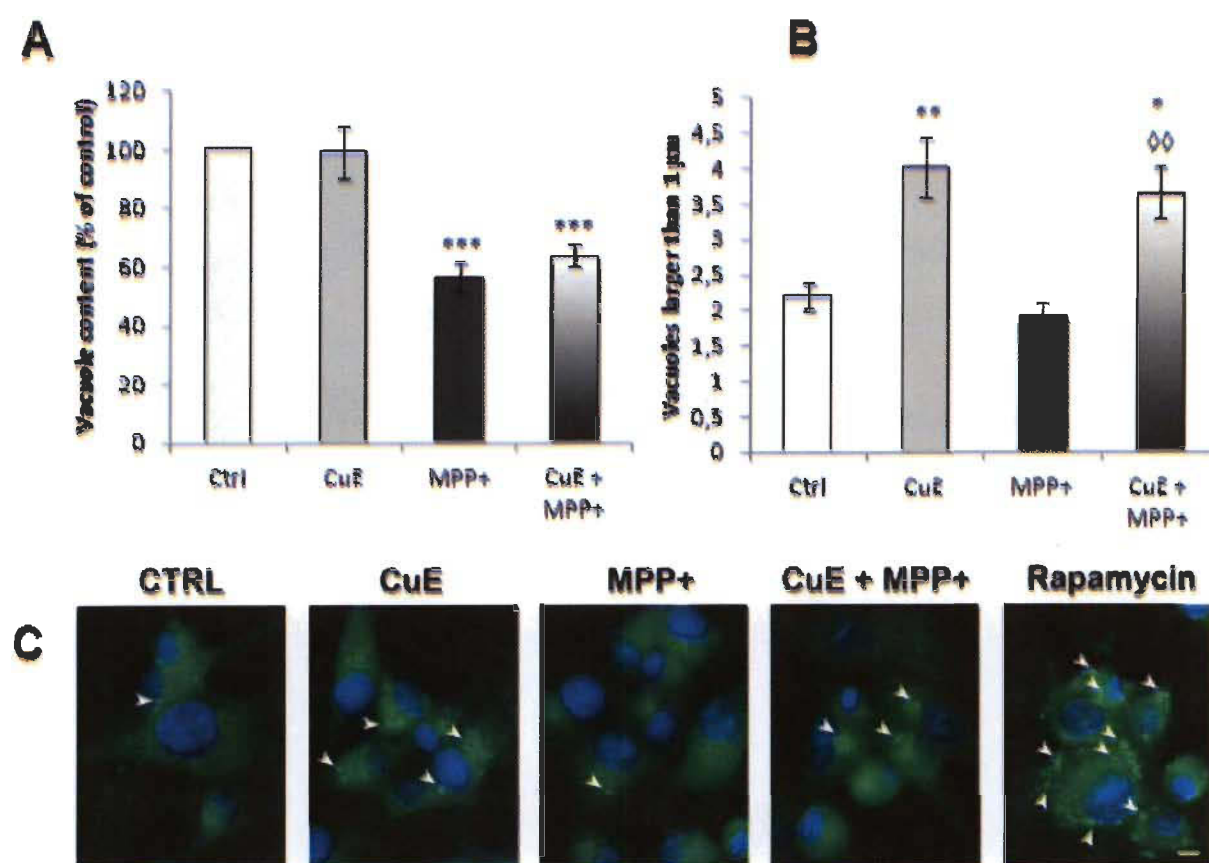 A
Vacuole content (% of control)
120
100
80
60
40
20
0
***
***
Ctrl
CuE
MPP+
CuE +
MPP+
B
Vacuoles larger than 1 µm
5
4,5
4
3,5
3
2,5
2
1,5
1
0,5
0
**
*
◊◊
Ctrl
CuE
MPP+
CuE +
MPP+
C
CTRL
CuE
MPP+
CuE + MPP+
Rapamycin